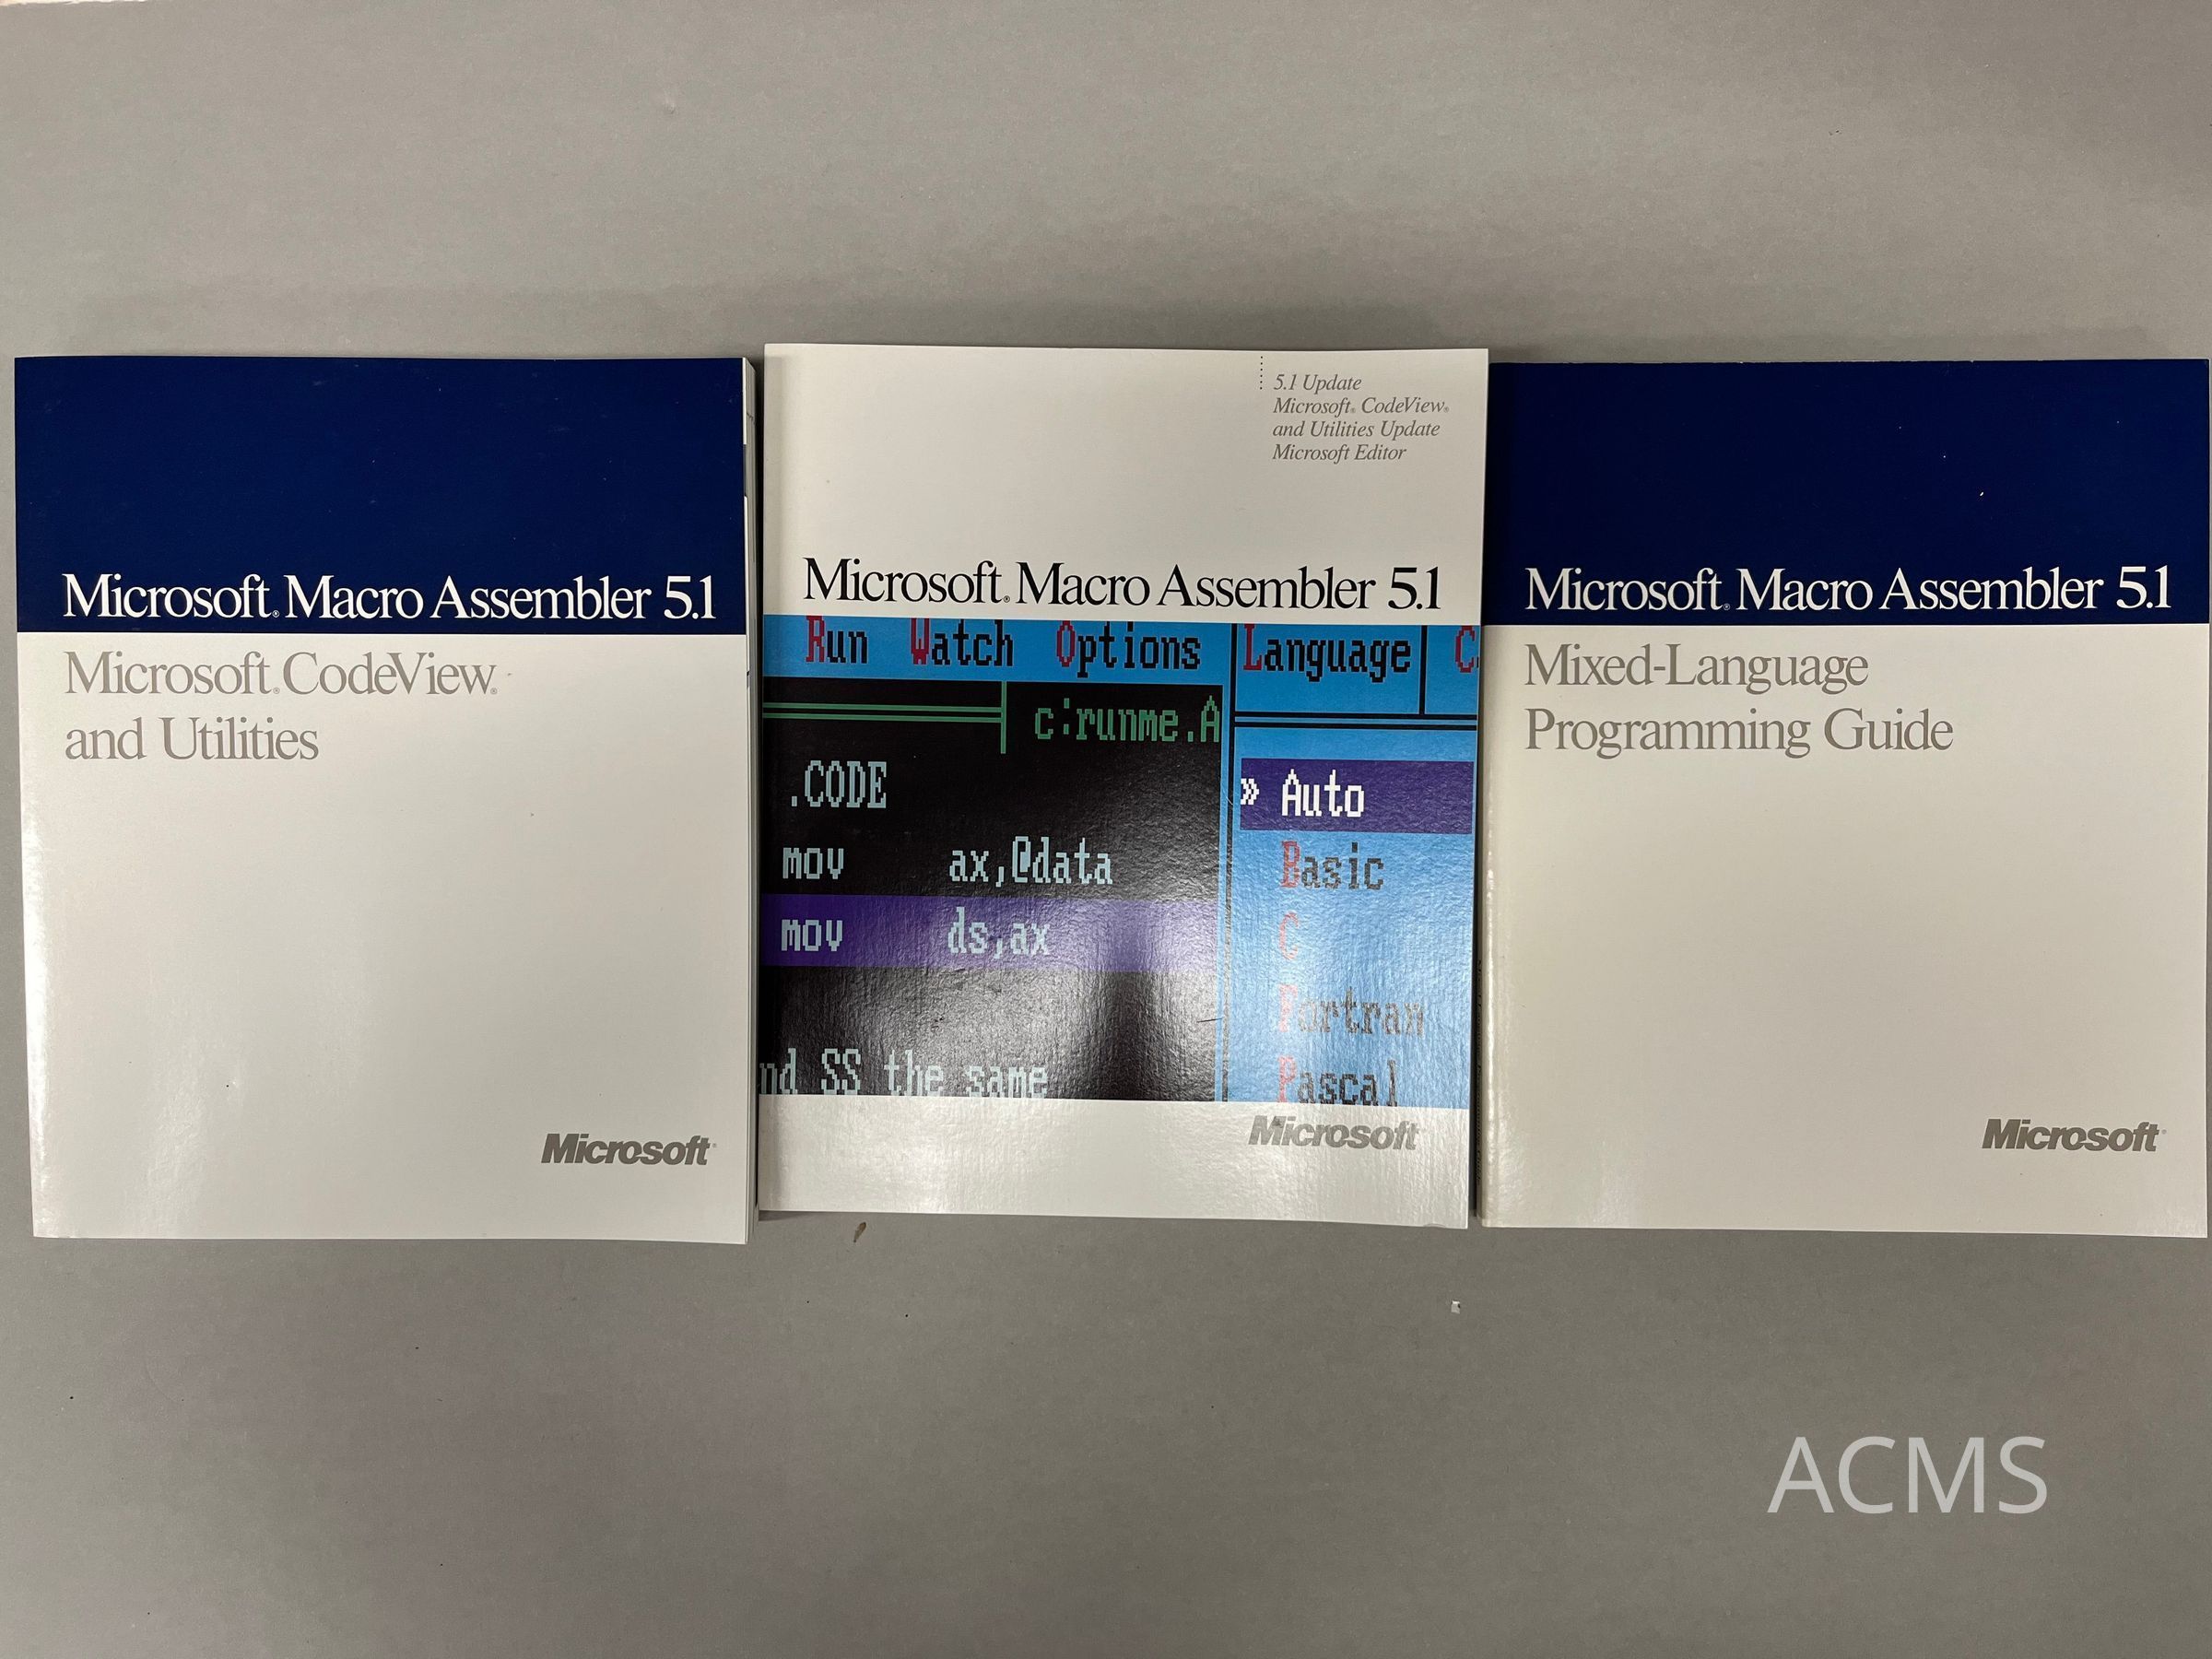 Microsoft® Macro Assembler 5.1
Microsoft® CodeView®
and Utilities
Microsoft®
5.1 Update
Microsoft® CodeView®
and Utilities Update
Microsoft Editor
Microsoft® Macro Assembler 5.1
Run Watch Options Language C
c:runme.A
.CODE
mov ax,@data
mov ds,ax
nd SS the same
» Auto
Basic
C
Fortran
Pascal
Microsoft
Microsoft® Macro Assembler 5.1
Mixed-Language
Programming Guide
Microsoft®
ACMS